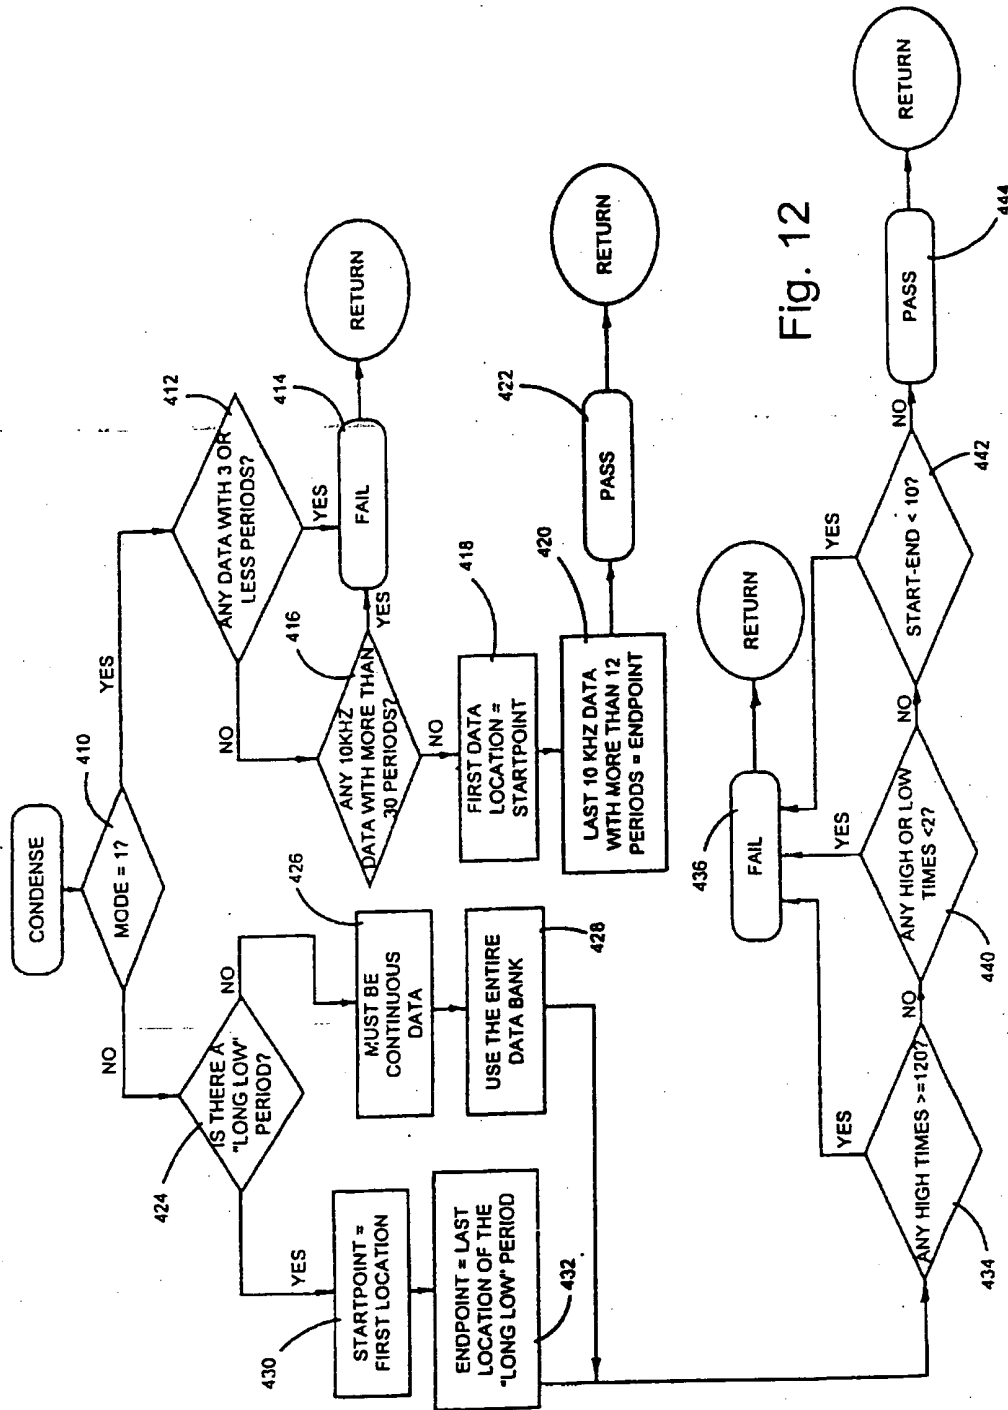 CONDENSE
MODE = 1?
410
YES
NO
ANY DATA WITH 3 OR
LESS PERIODS?
412
YES
NO
FAIL
414
RETURN
ANY 10KHZ
DATA WITH MORE THAN
30 PERIODS?
416
YES
NO
FIRST DATA
LOCATION =
STARTPOINT
418
LAST 10 KHZ DATA
WITH MORE THAN 12
PERIODS = ENDPOINT
420
PASS
422
RETURN
IS THERE A
"LONG LOW"
PERIOD?
424
NO
YES
MUST BE
CONTINUOUS
DATA
426
USE THE ENTIRE
DATA BANK
428
STARTPOINT =
FIRST LOCATION
430
ENDPOINT = LAST
LOCATION OF THE
"LONG LOW" PERIOD
432
ANY HIGH TIMES >=120?
434
YES
NO
FAIL
436
RETURN
ANY HIGH OR LOW
TIMES <2?
440
YES
NO
START-END < 10?
442
YES
NO
PASS
444
RETURN
Fig. 12